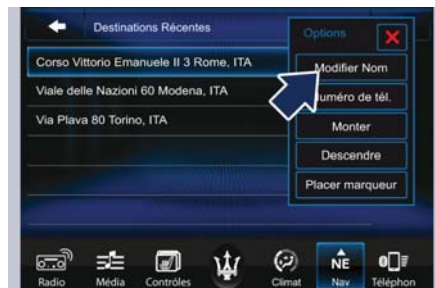 Destinations Récentes
Options
Corso Vittorio Emanuele II 3 Rome, ITA
Viale delle Nazioni 60 Modena, ITA
Via Plava 80 Torino, ITA
Modifier Nom
Numéro de tél.
Monter
Descendre
Placer marqueur
Radio
Média
Contrôles
Climat
NE
Nav
Téléphon